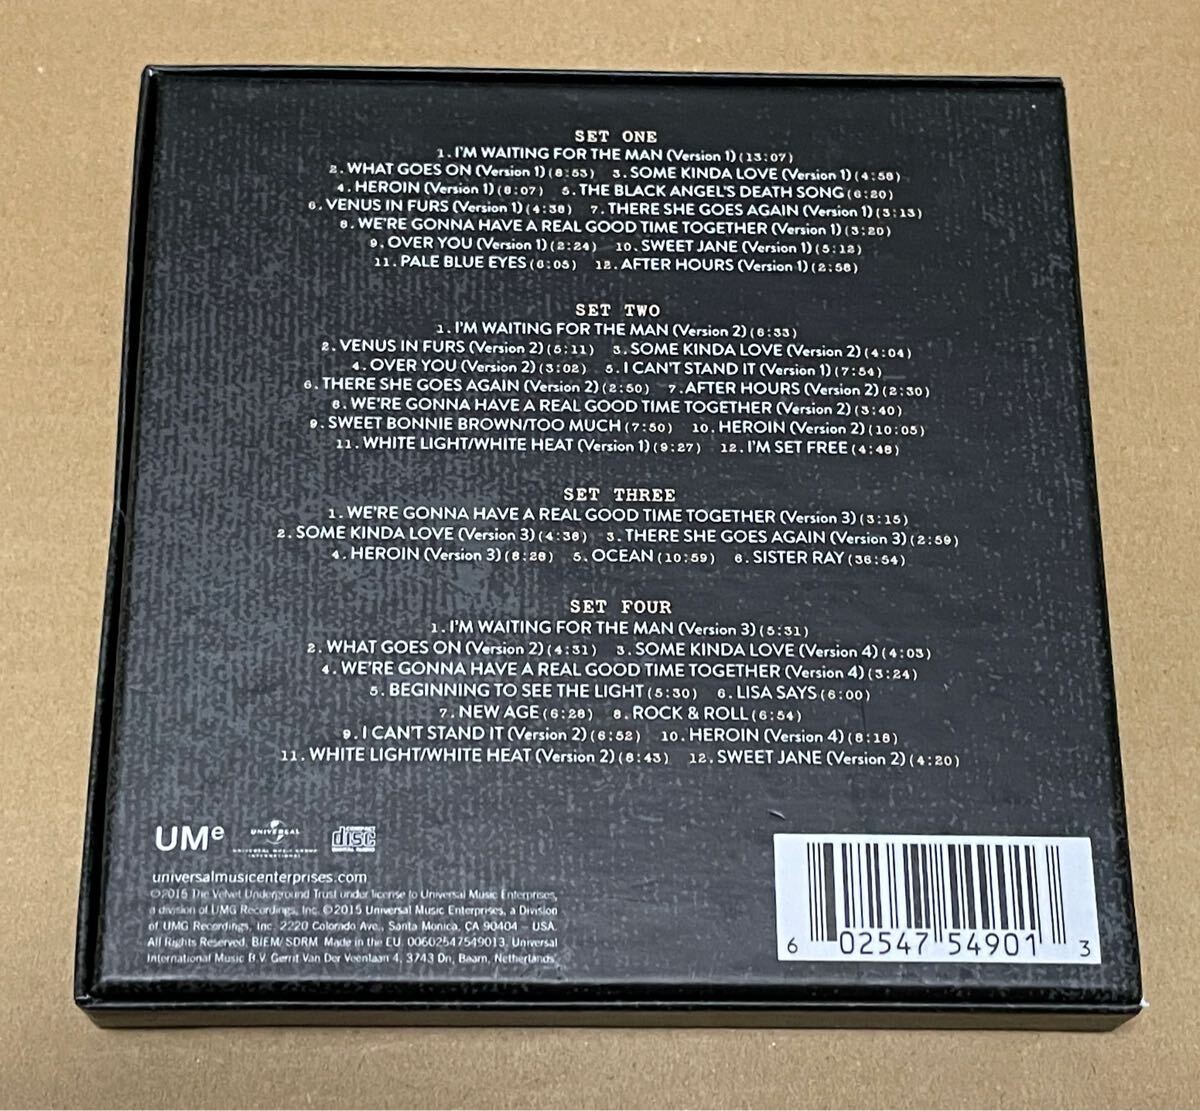 SET ONE
1. I'M WAITING FOR THE MAN (Version 1) (13:07)
2. WHAT GOES ON (Version 1) (8:53) 3. SOME KINDA LOVE (Version 1) (4:58)
4. HEROIN (Version 1) (8:07) 5. THE BLACK ANGEL'S DEATH SONG (6:20)
6. VENUS IN FURS (Version 1) (4:38) 7. THERE SHE GOES AGAIN (Version 1) (3:13)
8. WE'RE GONNA HAVE A REAL GOOD TIME TOGETHER (Version 1) (3:20)
9. OVER YOU (Version 1) (2:24) 10. SWEET JANE (Version 1) (5:12)
11. PALE BLUE EYES (6:05) 12. AFTER HOURS (Version 1) (2:58)
SET TWO
1. I'M WAITING FOR THE MAN (Version 2) (6:33)
2. VENUS IN FURS (Version 2) (5:11) 3. SOME KINDA LOVE (Version 2) (4:04)
4. OVER YOU (Version 2) (3:02) 5. I CAN'T STAND IT (Version 1) (7:54)
6. THERE SHE GOES AGAIN (Version 2) (2:50) 7. AFTER HOURS (Version 2) (2:30)
8. WE'RE GONNA HAVE A REAL GOOD TIME TOGETHER (Version 2) (3:40)
9. SWEET BONNIE BROWN/TOO MUCH (7:50) 10. HEROIN (Version 2) (10:05)
11. WHITE LIGHT/WHITE HEAT (Version 1) (9:27) 12. I'M SET FREE (4:48)
SET THREE
1. WE'RE GONNA HAVE A REAL GOOD TIME TOGETHER (Version 3) (3:15)
2. SOME KINDA LOVE (Version 3) (4:38) 3. THERE SHE GOES AGAIN (Version 3) (2:59)
4. HEROIN (Version 3) (8:28) 5. OCEAN (10:59) 6. SISTER RAY (36:54)
SET FOUR
1. I'M WAITING FOR THE MAN (Version 3) (5:31)
2. WHAT GOES ON (Version 2) (4:31) 3. SOME KINDA LOVE (Version 4) (4:03)
4. WE'RE GONNA HAVE A REAL GOOD TIME TOGETHER (Version 4) (3:24)
5. BEGINNING TO SEE THE LIGHT (5:30) 6. LISA SAYS (6:00)
7. NEW AGE (6:28) 8. ROCK & ROLL (6:54)
9. I CAN'T STAND IT (Version 2) (6:52) 10. HEROIN (Version 4) (8:18)
11. WHITE LIGHT/WHITE HEAT (Version 2) (8:43) 12. SWEET JANE (Version 2) (4:20)
UMe UNIVERSAL COMPACT
disc
UNIVERSAL MUSIC GROUP DIGITAL AUDIO
INTERNATIONAL
universalmusicenterprises.com
℗2015 The Velvet Underground Trust under license to Universal Music Enterprises,
a division of UMG Recordings, Inc. ©2015 Universal Music Enterprises, a Division
of UMG Recordings, Inc. 2220 Colorado Ave., Santa Monica, CA 90404 – USA.
All Rights Reserved. BIEM/SDRM Made in the EU. 00602547549013, Universal
International Music B.V. Gerrit Van Der Veenlaan 4, 3743 Dn, Baarn, Netherlands
6 02547 54901 3